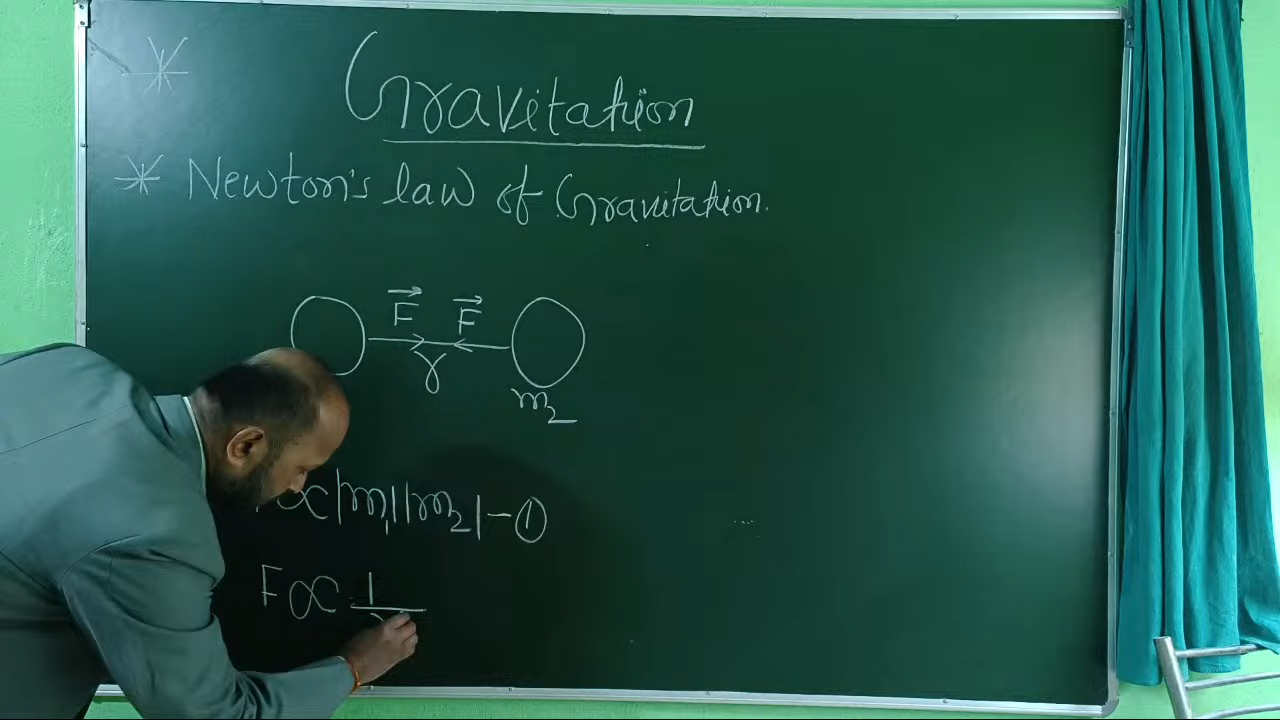 * Gravitation
* Newton's law of Gravitation.
F F
r
m2
∝ |m1||m2| - ①
F ∝ 1